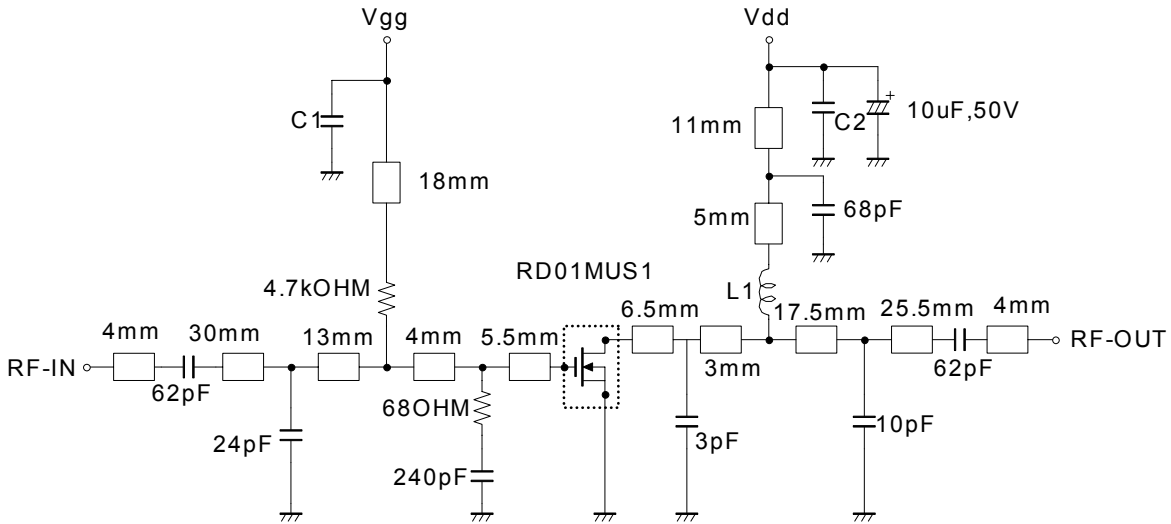 Vgg
Vdd
C1
11mm
C2
+
10uF,50V
18mm
5mm
68pF
RD01MUS1
4.7kOHM
L1
6.5mm
17.5mm
25.5mm
4mm
4mm
30mm
13mm
4mm
5.5mm
3mm
RF-IN
RF-OUT
62pF
62pF
68OHM
24pF
240pF
3pF
10pF